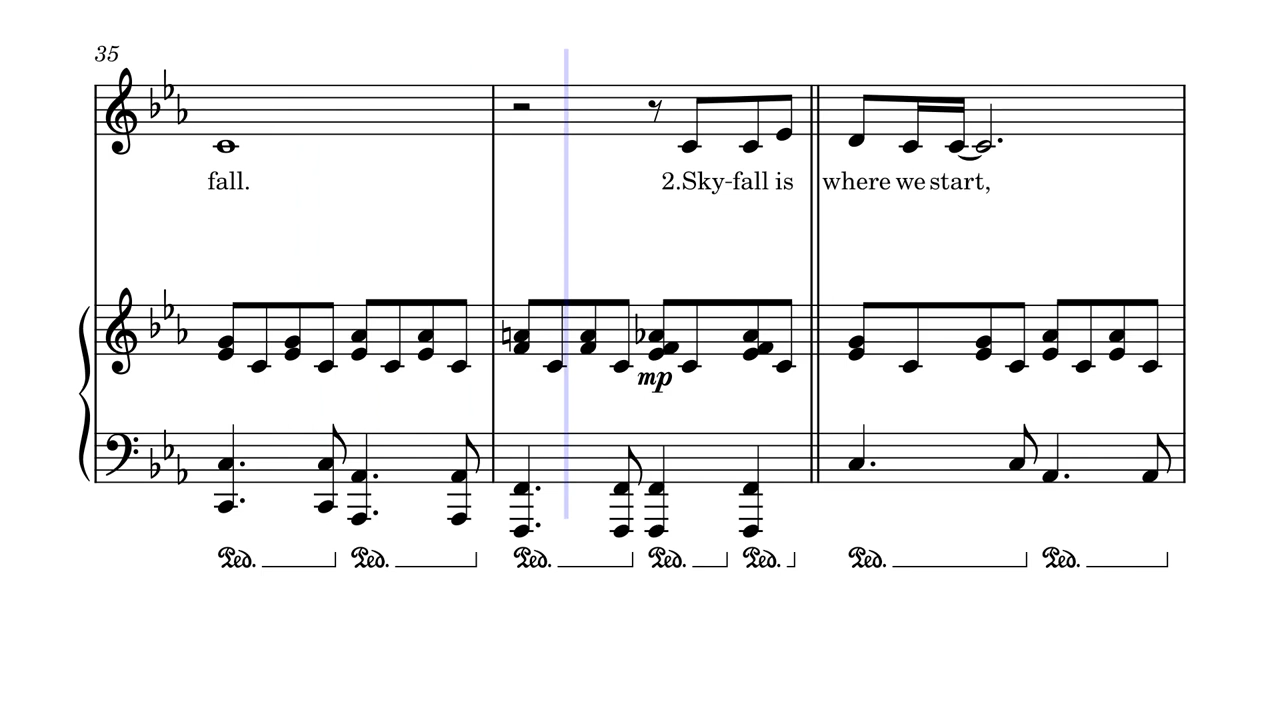 35
fall.
2.Sky-fall is where we start,
mp
Ped. Ped. Ped. Ped. Ped. Ped. Ped.